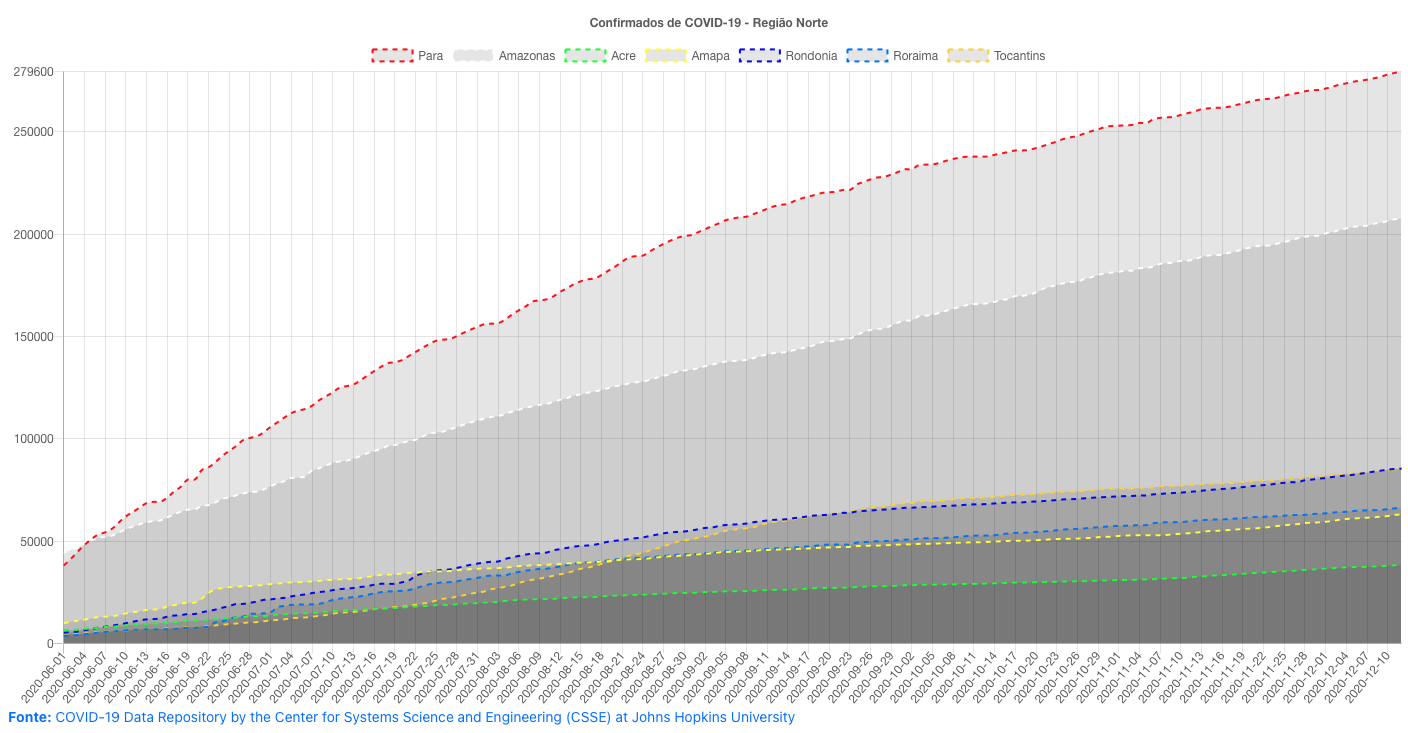 Confirmados de COVID-19 - Região Norte
Para Amazonas Acre Amapa Rondonia Roraima Tocantins
279600
250000
200000
150000
100000
50000
0
2020-06-01 2020-06-04 2020-06-07 2020-06-10 2020-06-13 2020-06-16 2020-06-19 2020-06-22 2020-06-25 2020-06-28 2020-07-01 2020-07-04 2020-07-07 2020-07-10 2020-07-13 2020-07-16 2020-07-19 2020-07-22 2020-07-25 2020-07-28 2020-07-31 2020-08-03 2020-08-06 2020-08-09 2020-08-12 2020-08-15 2020-08-18 2020-08-21 2020-08-24 2020-08-27 2020-08-30 2020-09-02 2020-09-05 2020-09-08 2020-09-11 2020-09-14 2020-09-17 2020-09-20 2020-09-23 2020-09-26 2020-09-29 2020-10-02 2020-10-05 2020-10-08 2020-10-11 2020-10-14 2020-10-17 2020-10-20 2020-10-23 2020-10-26 2020-10-29 2020-11-01 2020-11-04 2020-11-07 2020-11-10 2020-11-13 2020-11-16 2020-11-19 2020-11-22 2020-11-25 2020-11-28 2020-12-01 2020-12-04 2020-12-07 2020-12-10
Fonte: COVID-19 Data Repository by the Center for Systems Science and Engineering (CSSE) at Johns Hopkins University